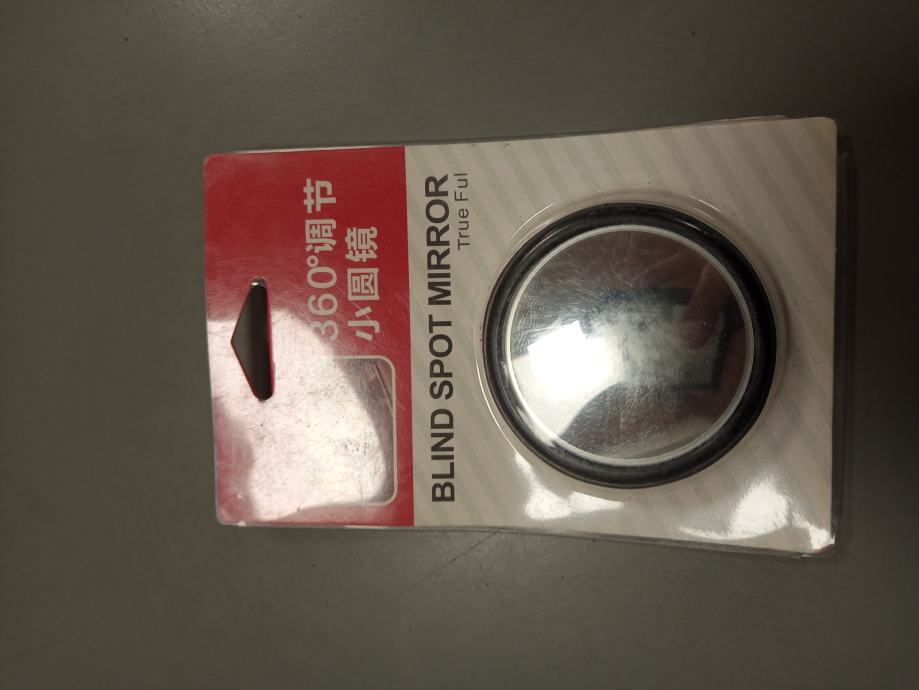 360°调节
小圆镜
BLIND SPOT MIRROR
True Ful